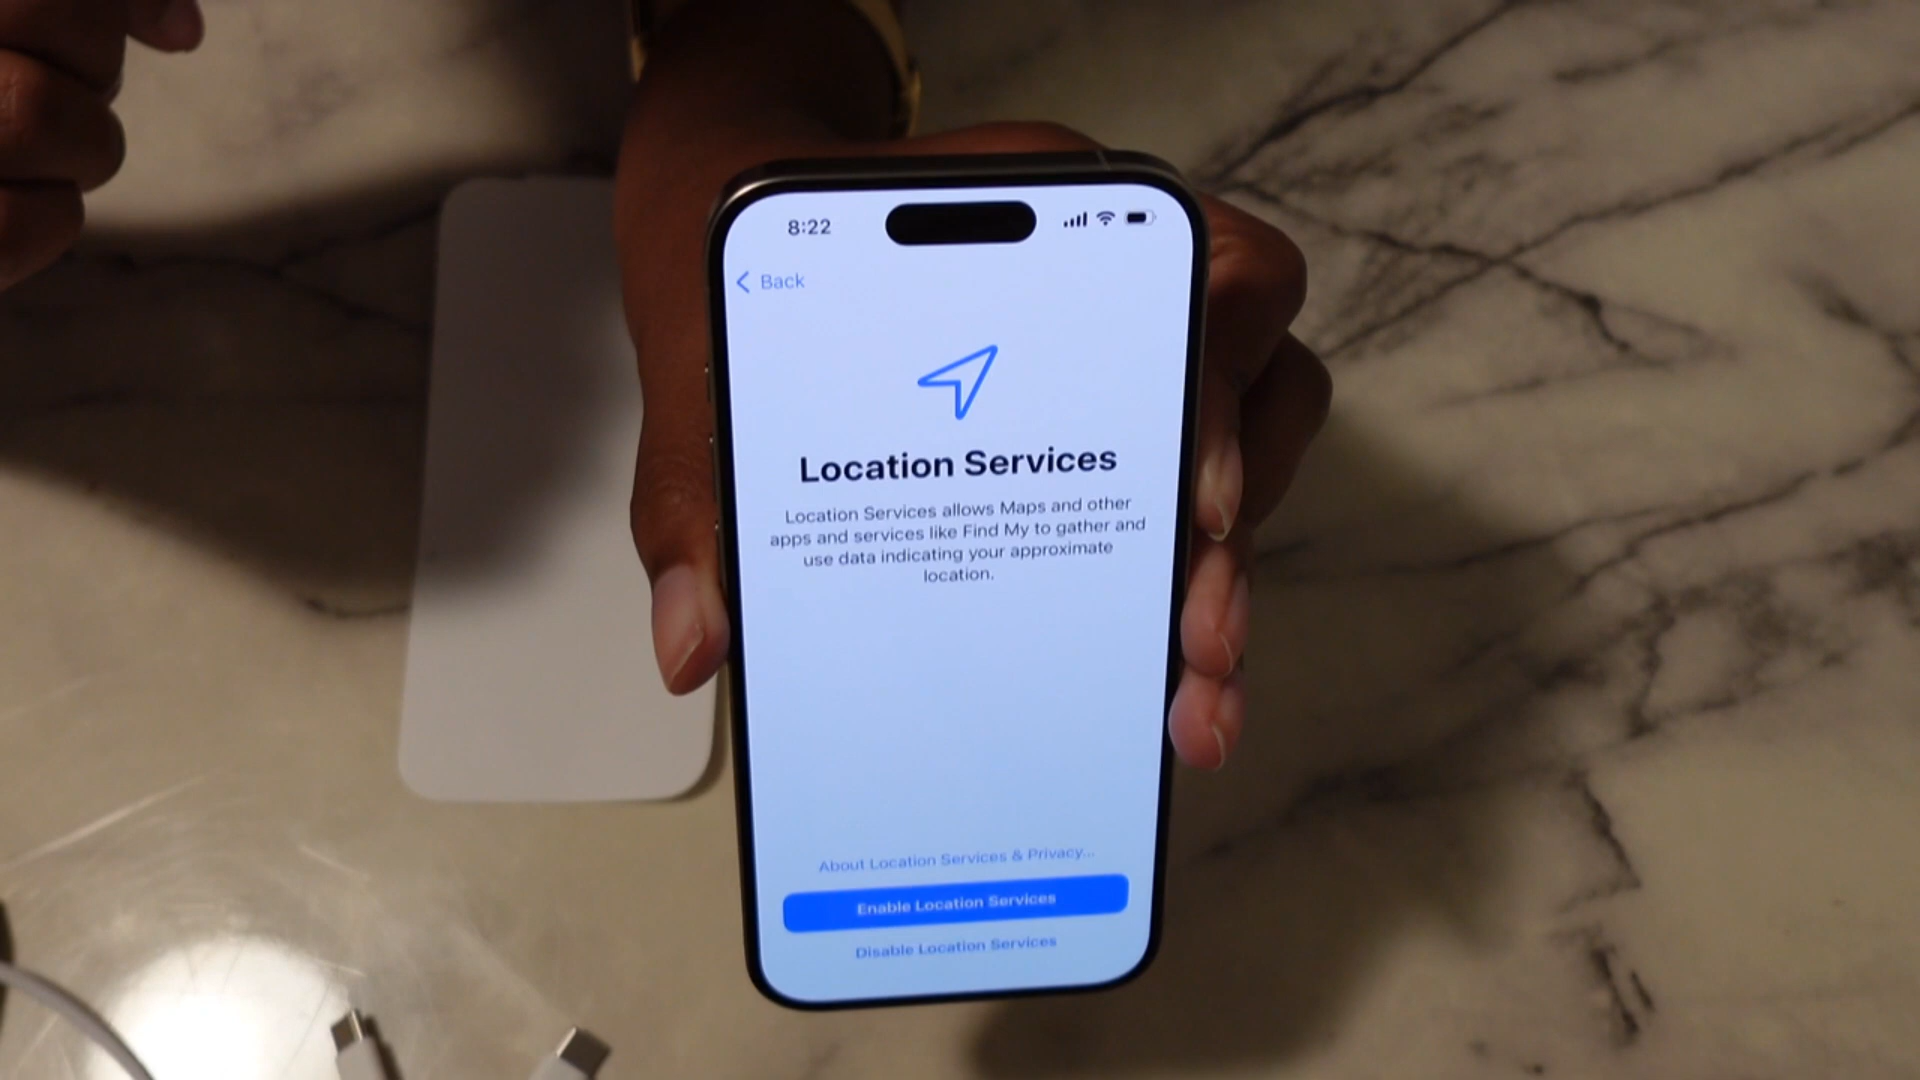 8:22
Back
Location Services
Location Services allows Maps and other
apps and services like Find My to gather and
use data indicating your approximate
location.
About Location Services & Privacy...
Enable Location Services
Disable Location Services